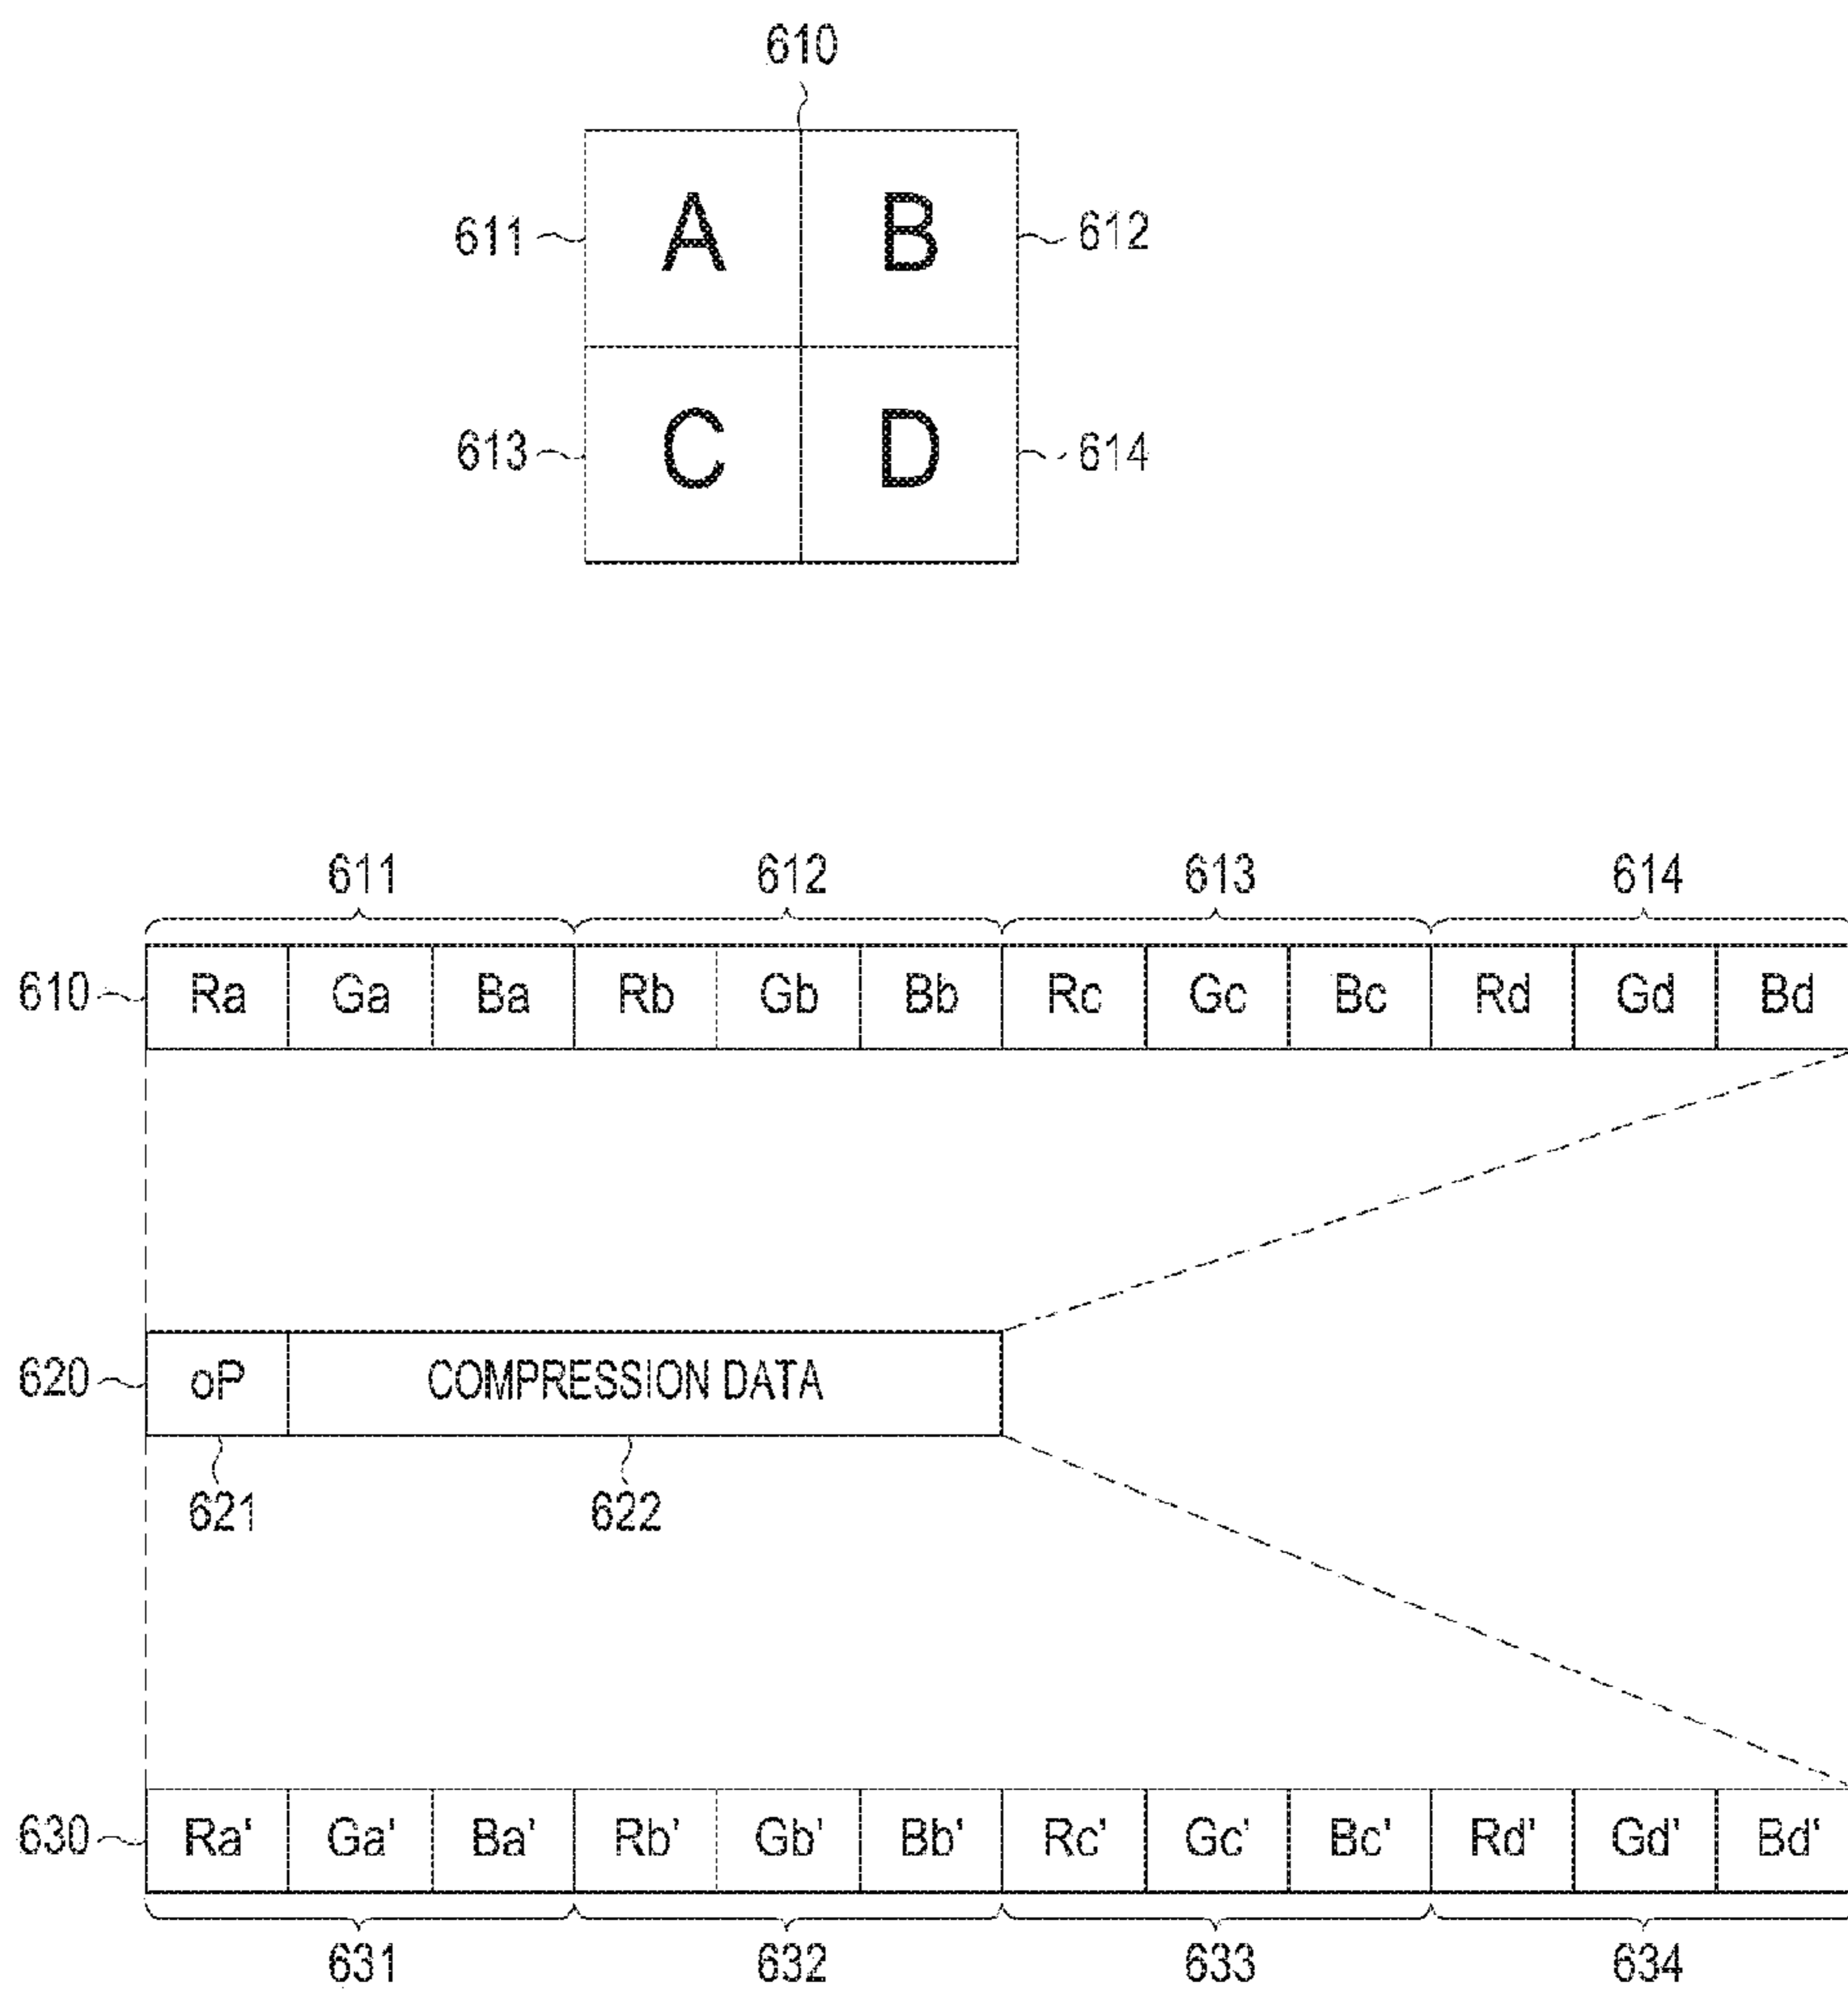 610
611 A B 612
613 C D 614
611 612 613 614
610 Ra Ga Ba Rb Gb Bb Rc Gc Bc Rd Gd Bd
620 oP COMPRESSION DATA
621 622
630 Ra' Ga' Ba' Rb' Gb' Bb' Rc' Gc' Bc' Rd' Gd' Bd'
631 632 633 634